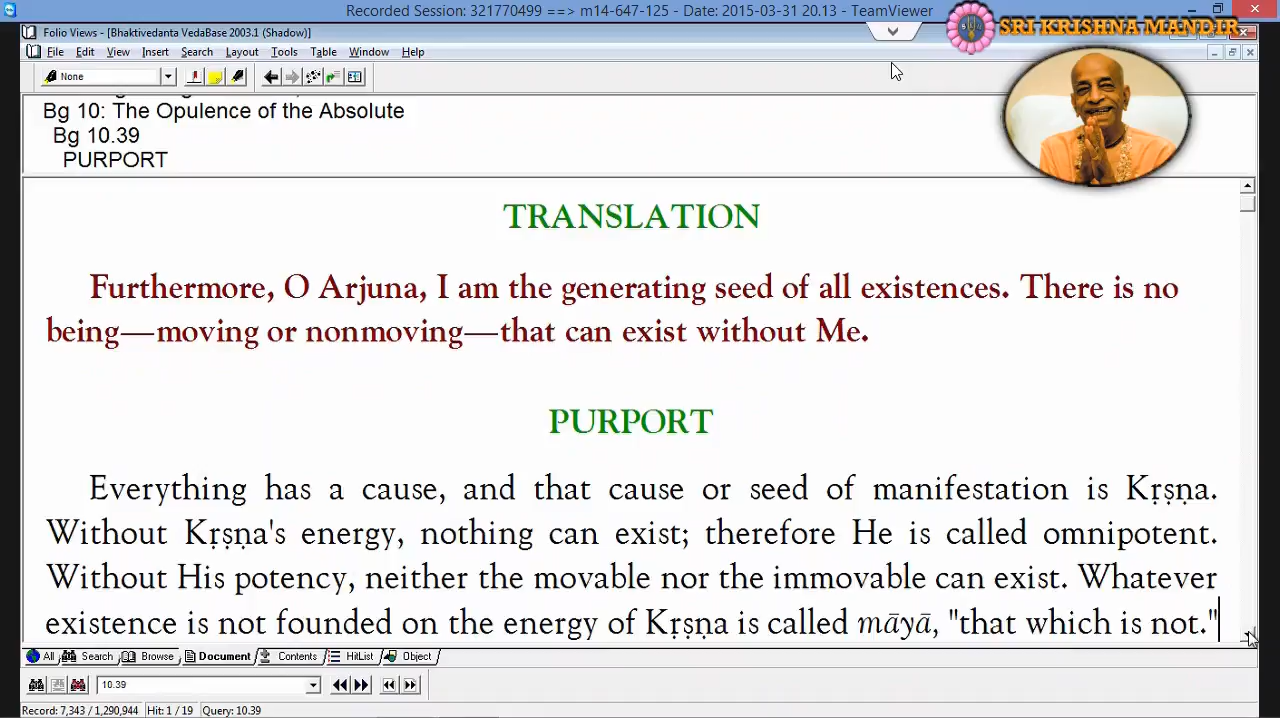 Recorded Session: 321770499 ==> m14-647-125 - Date: 2015-03-31 20.13 - TeamViewer
SRI KRISHNA MANDIR
Folio Views - [Bhaktivedanta VedaBase 2003.1 (Shadow)]
File Edit View Insert Search Layout Tools Table Window Help
None
Bg 10: The Opulence of the Absolute
Bg 10.39
PURPORT
TRANSLATION
Furthermore, O Arjuna, I am the generating seed of all existences. There is no
being—moving or nonmoving—that can exist without Me.
PURPORT
Everything has a cause, and that cause or seed of manifestation is Kṛṣṇa.
Without Kṛṣṇa's energy, nothing can exist; therefore He is called omnipotent.
Without His potency, neither the movable nor the immovable can exist. Whatever
existence is not founded on the energy of Kṛṣṇa is called māyā, "that which is not."
All Search Browse Document Contents HitList Object
10.39
Record: 7,343 / 1,290,944 Hit: 1 / 19 Query: 10.39